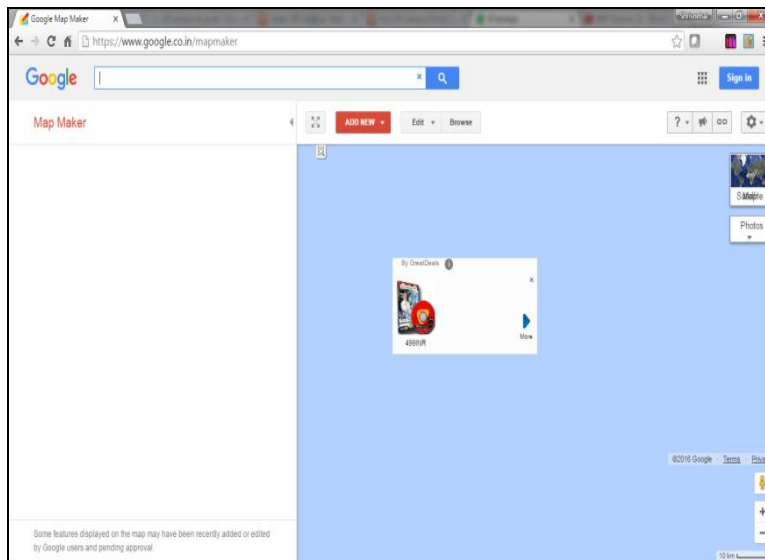 Google Map Maker
https://www.google.co.in/mapmaker
Google
Sign in
Map Maker
ADD NEW
Edit
Browse
?
Photos
By GreatDeals
499INR
More
©2016 Google
Terms
10 km
Some features displayed on the map may have been recently added or edited
by Google users and pending approval.